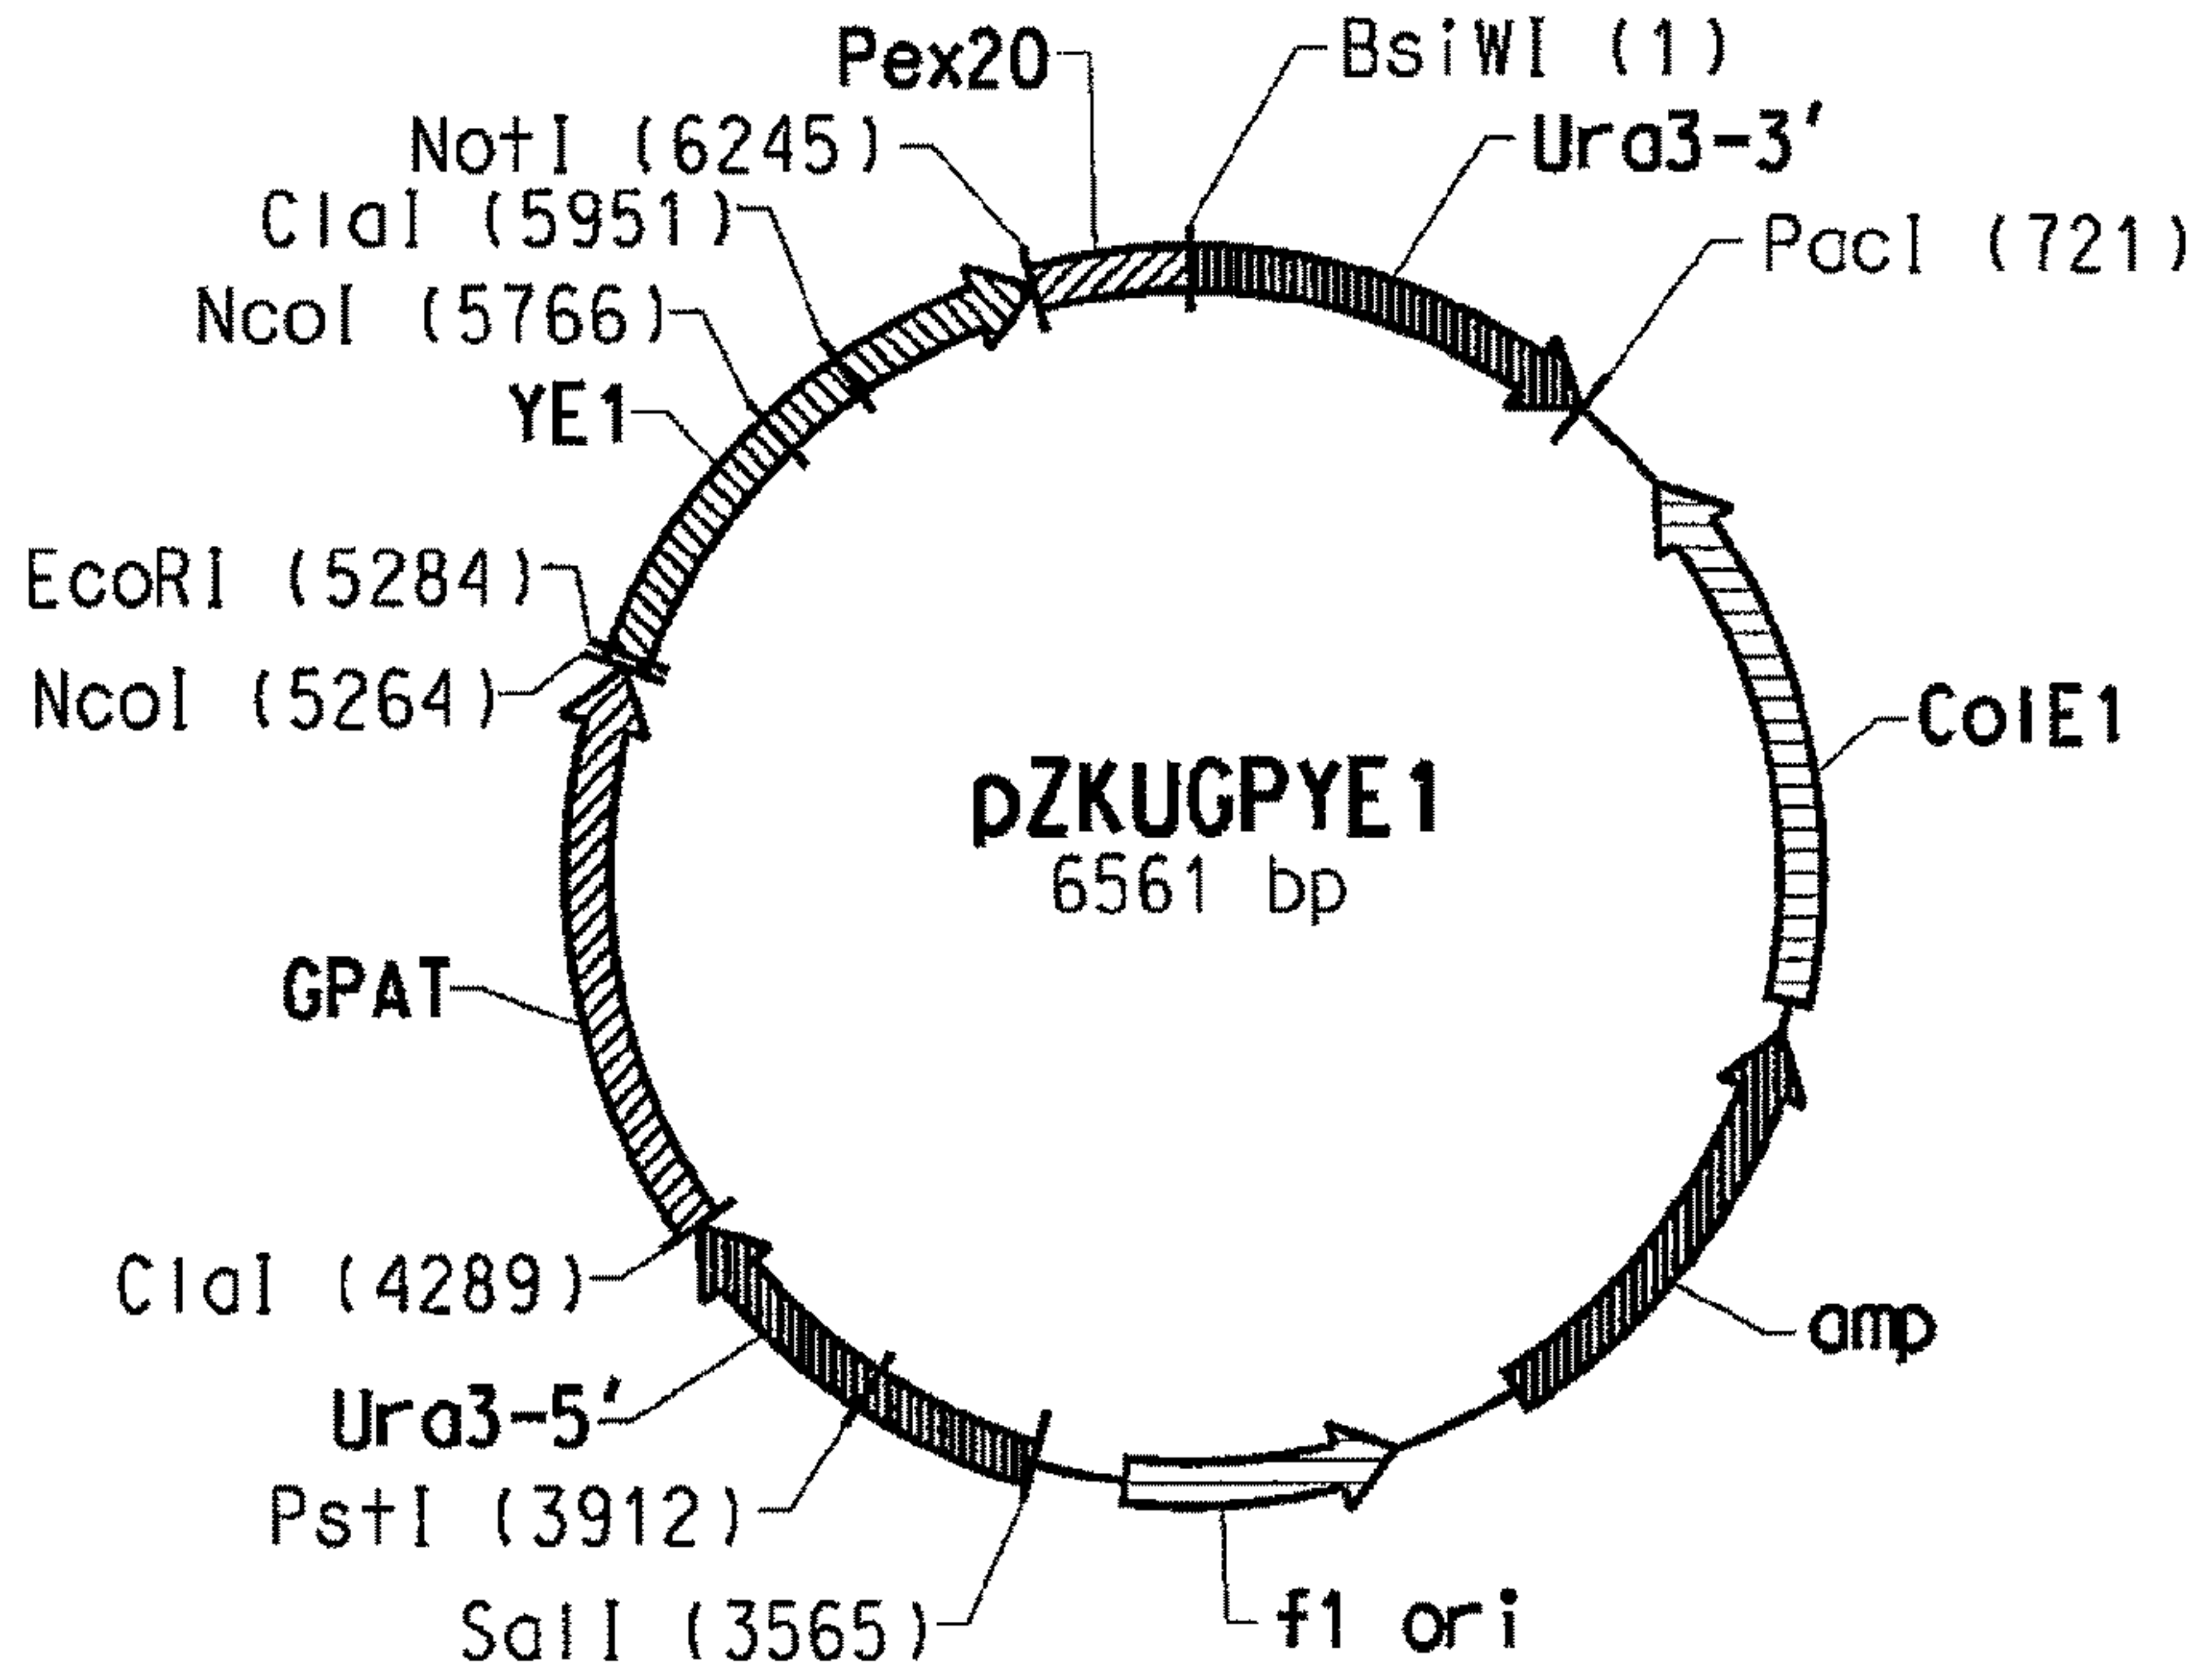 Pex20
BsiWI (1)
Ura3-3'
NotI (6245)
ClaI (5951)
PacI (721)
NcoI (5766)
YE1
EcoRI (5284)
NcoI (5264)
ColE1
pZKUGPYE1
6561 bp
GPAT
ClaI (4289)
amp
Ura3-5'
PstI (3912)
SalI (3565)
f1 ori